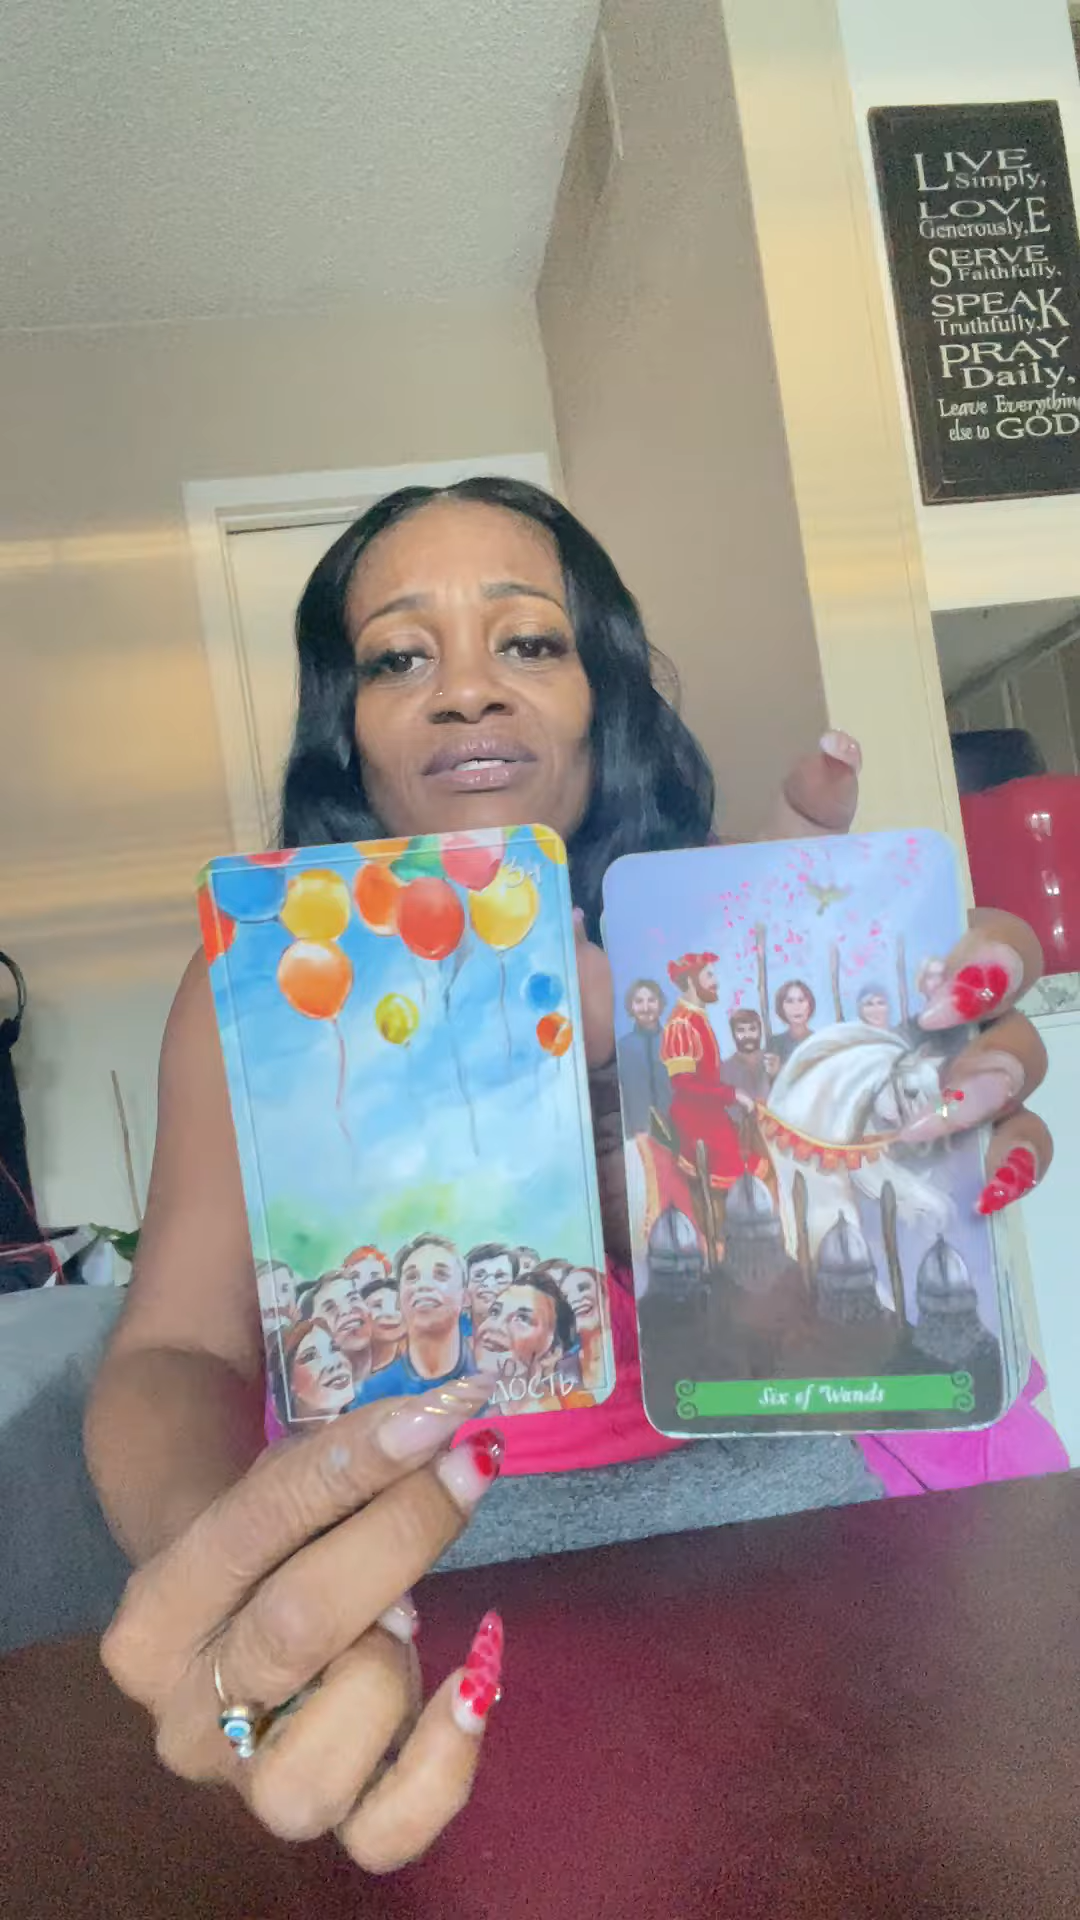 LIVE
Simply,
LOVE
Generously,
SERVE
Faithfully,
SPEAK
Truthfully,
PRAY
Daily,
Leave Everything
else to GOD
Six of Wands